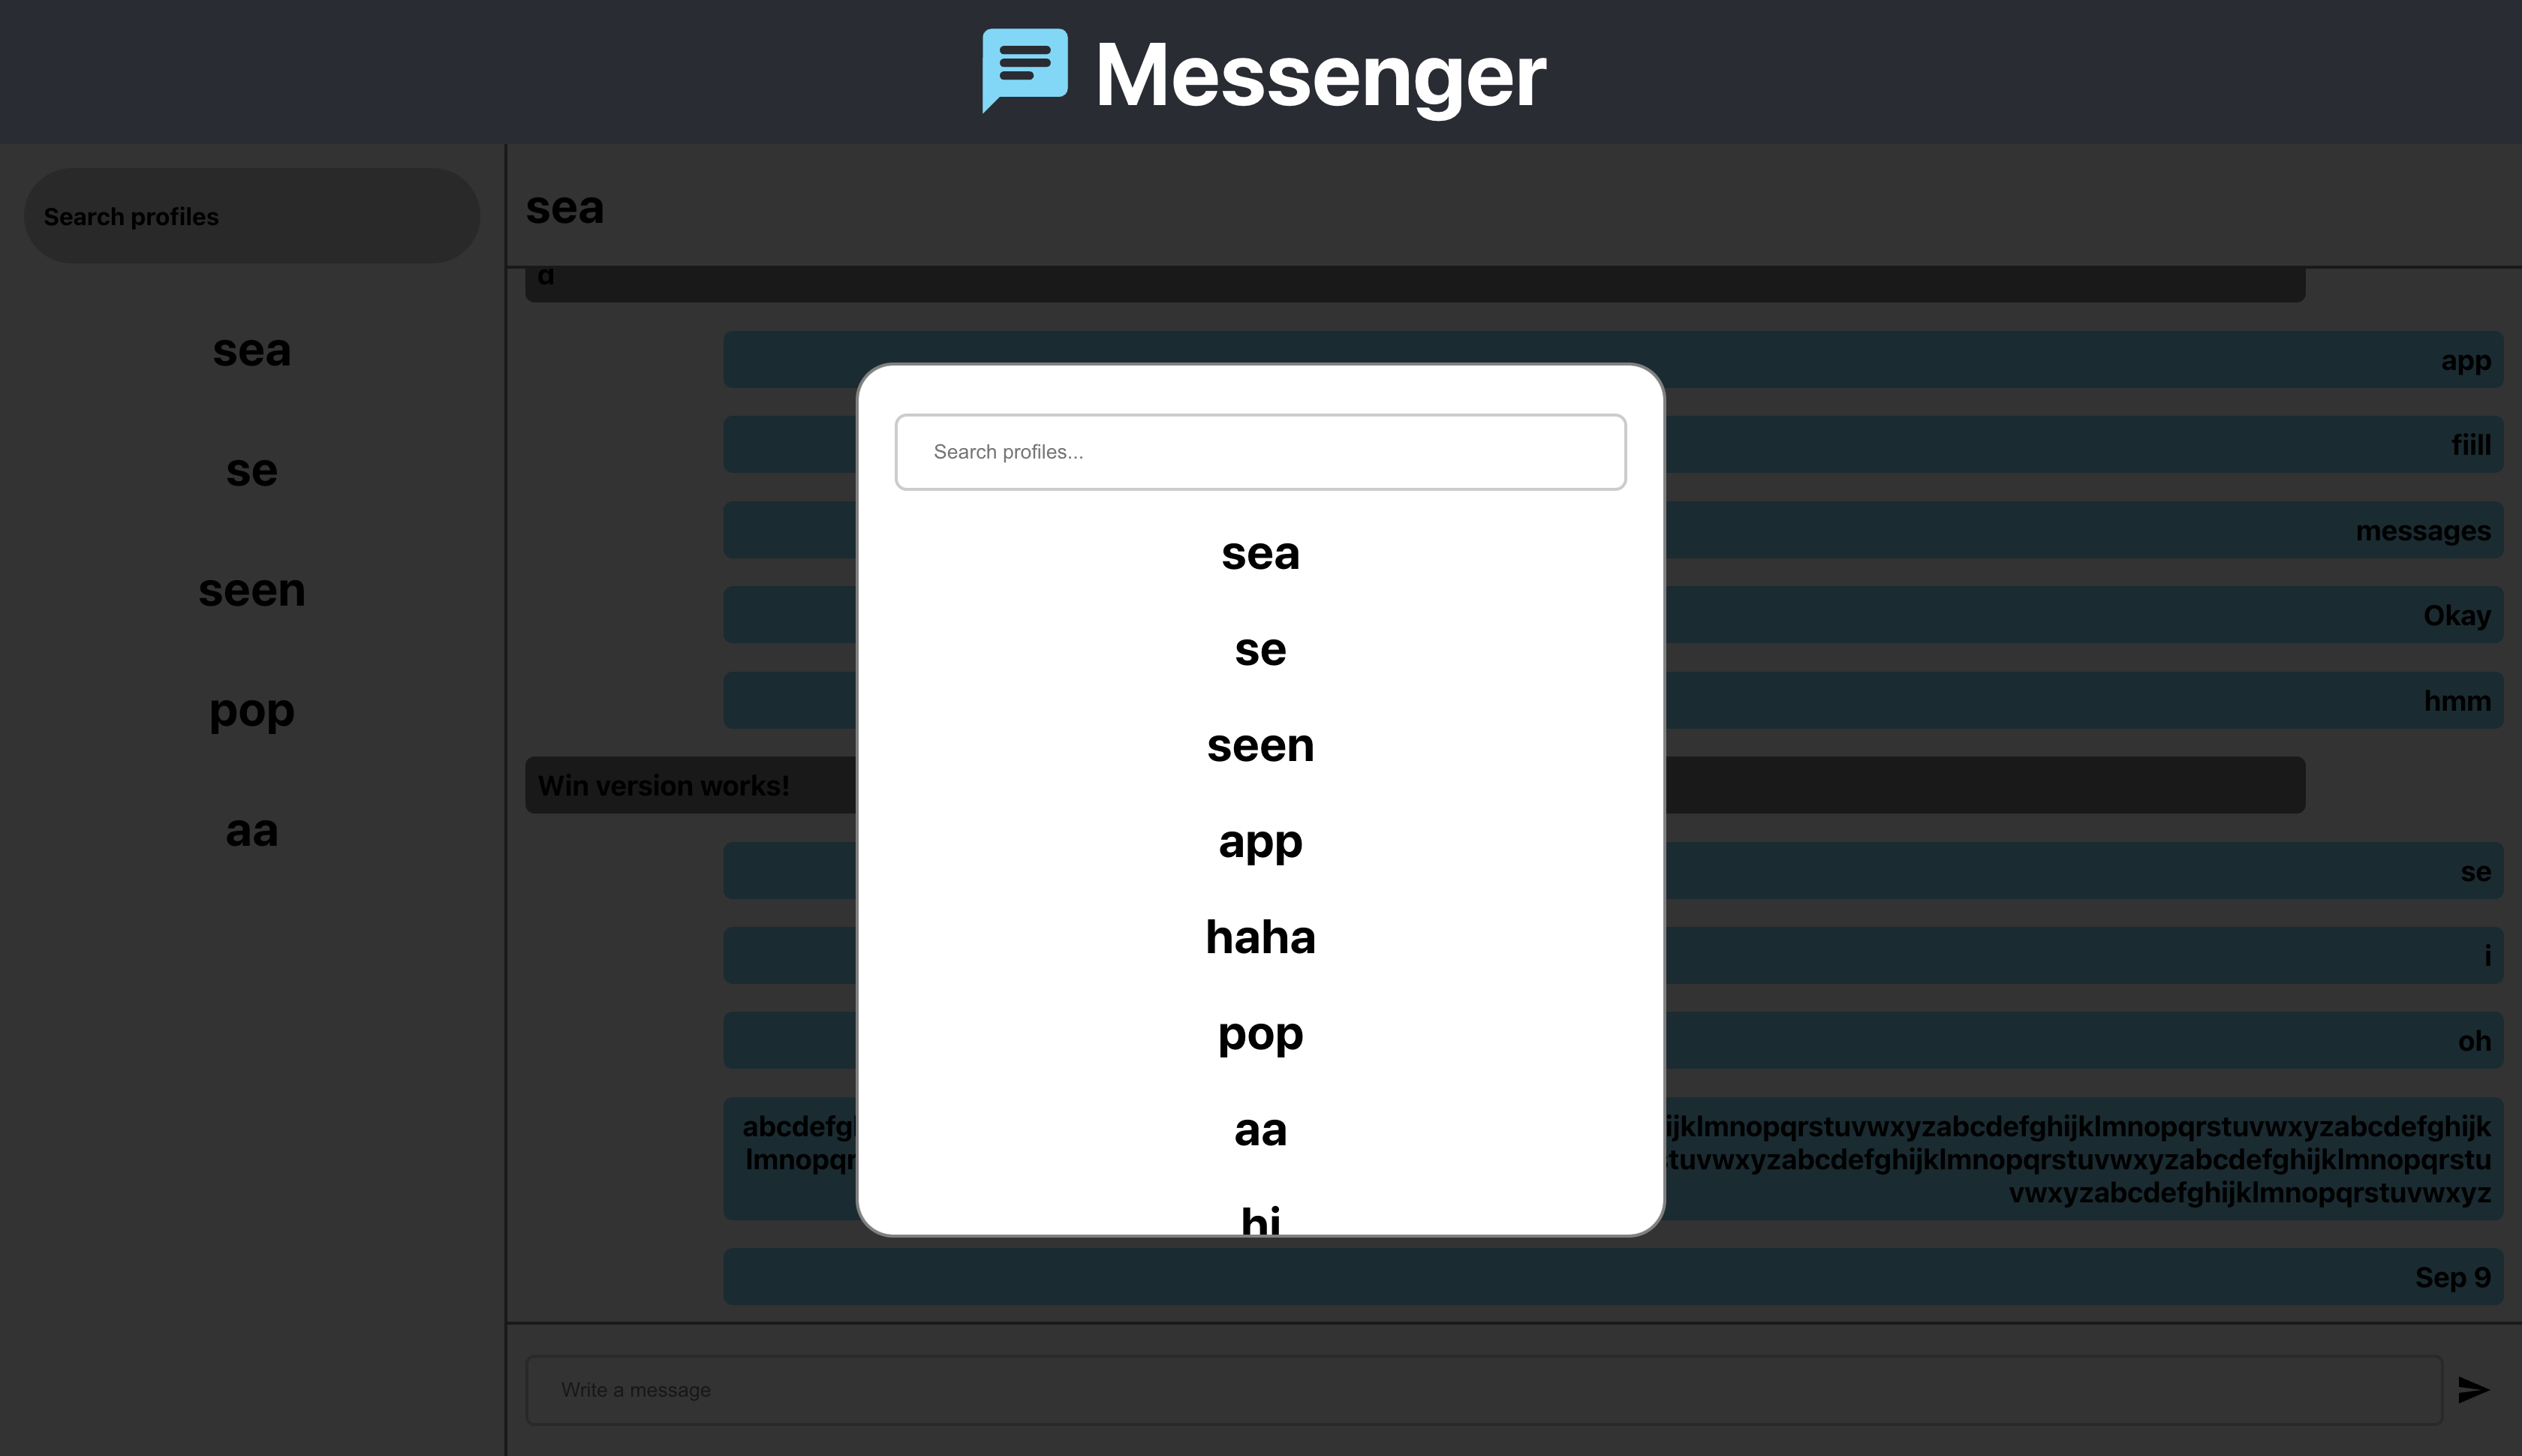 Messenger
Search profiles
sea
se
seen
pop
aa
sea
app
fiill
messages
Okay
hmm
Win version works!
se
i
oh
abcdefg
ijklmnopqrstuvwxyzabcdefghijklmnopqrstuvwxyzabcdefghijk
lmnopqr
tuvwxyzabcdefghijklmnopqrstuvwxyzabcdefghijklmnopqrstu
vwxyzabcdefghijklmnopqrstuvwxyz
Sep 9
Write a message
Search profiles...
sea
se
seen
app
haha
pop
aa
hi